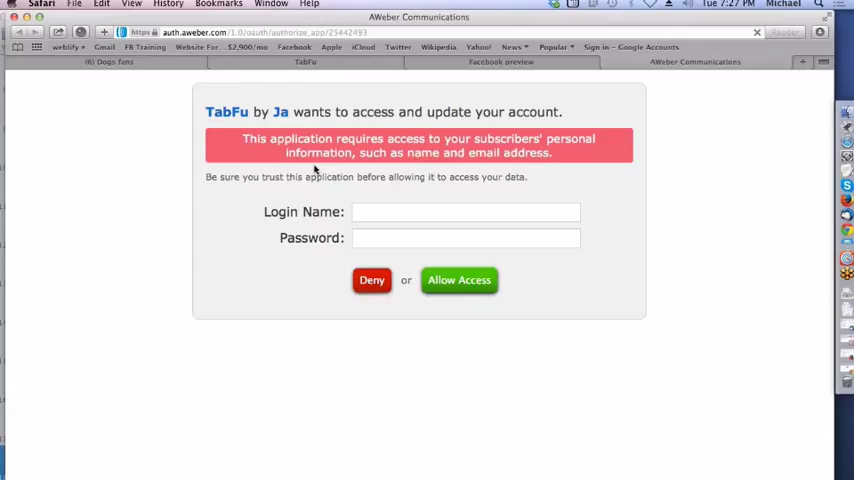 Safari File Edit View History Bookmarks Window Help Tue 7:27 PM Michael
AWeber Communications
https auth.aweber.com/1.0/oauth/authorize_app/25442493 Reader
weblify Gmail FB Training Website For...$2,900/mo Facebook Apple iCloud Twitter Wikipedia Yahoo! News Popular Sign in - Google Accounts
(6) Dogs fans TabFu Facebook preview AWeber Communications
TabFu by Ja wants to access and update your account.
This application requires access to your subscribers' personal
information, such as name and email address.
Be sure you trust this application before allowing it to access your data.
Login Name:
Password:
Deny or Allow Access